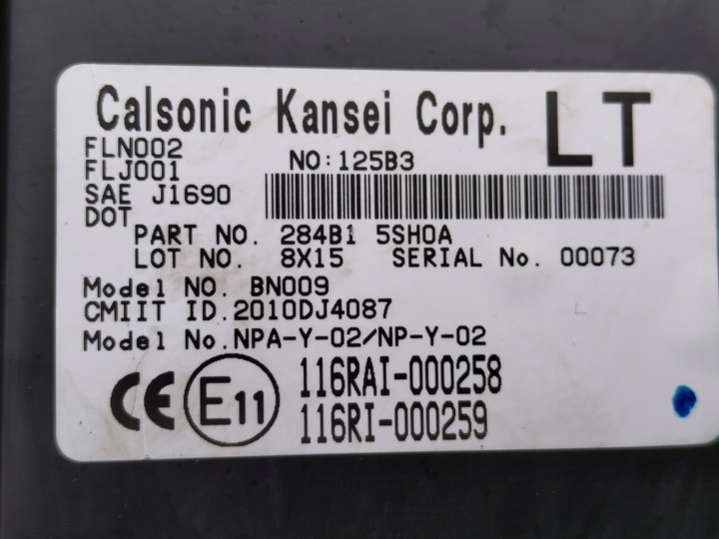 Calsonic Kansei Corp. LT
FLN002
FLJ001 NO:125B3
SAE J1690
DOT
PART NO. 284B1 5SH0A
LOT NO. 8X15 SERIAL No. 00073
Model NO. BN009
CMIIT ID.2010DJ4087
Model No.NPA-Y-02/NP-Y-02
CE E11 116RAI-000258
116RI-000259